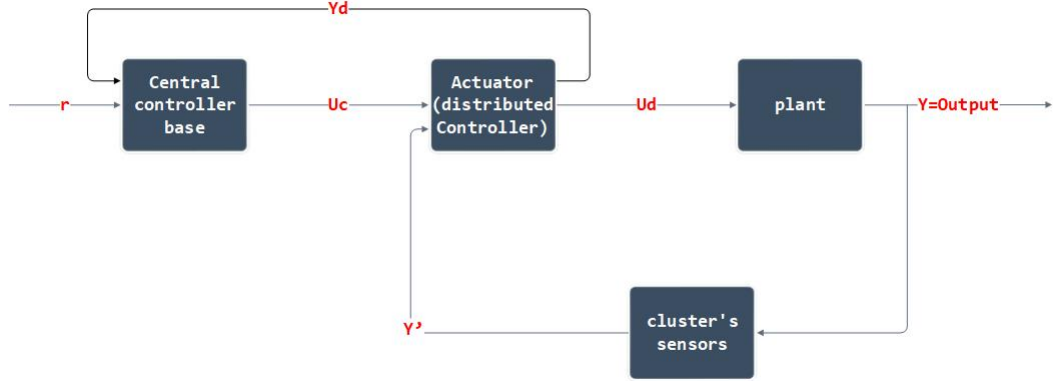 Yd
Central
controller
base
Actuator
(distributed
Controller)
plant
r
Uc
Ud
Y=Output
cluster's
sensors
Y’